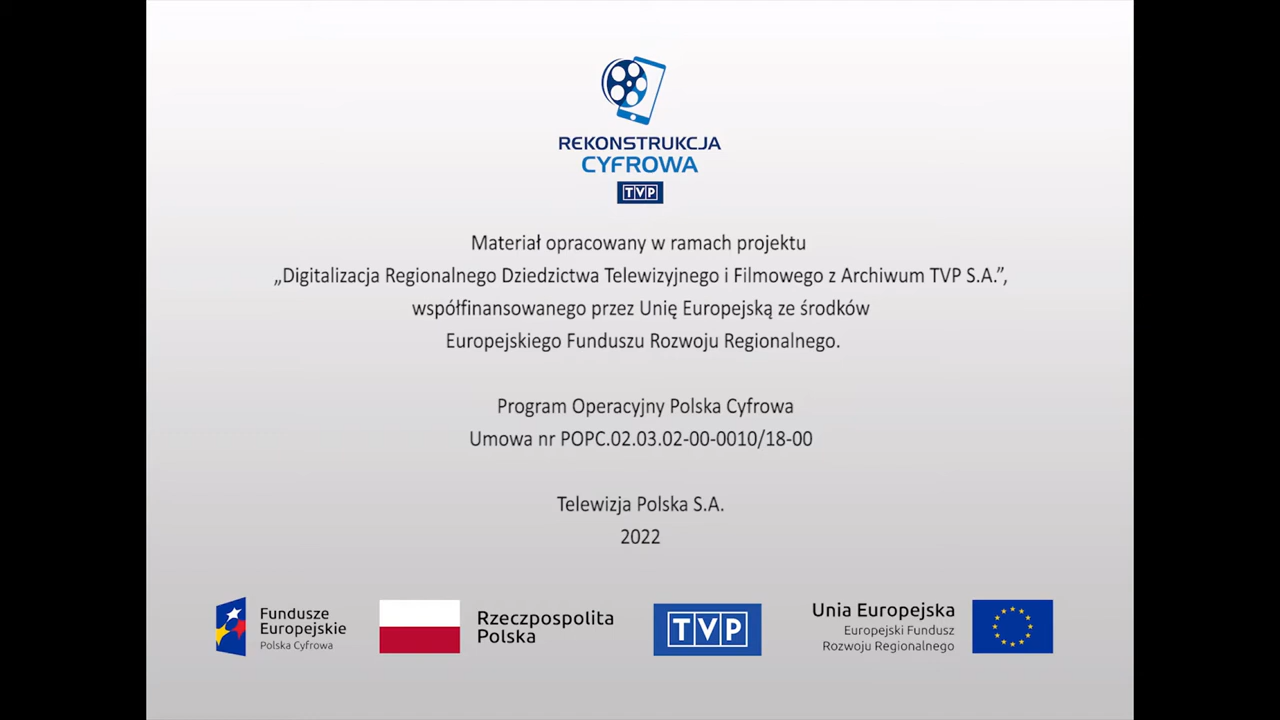 REKONSTRUKCJA
CYFROWA
TVP
Materiał opracowany w ramach projektu
„Digitalizacja Regionalnego Dziedzictwa Telewizyjnego i Filmowego z Archiwum TVP S.A.”,
współfinansowanego przez Unię Europejską ze środków
Europejskiego Funduszu Rozwoju Regionalnego.
Program Operacyjny Polska Cyfrowa
Umowa nr POPC.02.03.02-00-0010/18-00
Telewizja Polska S.A.
2022
Fundusze
Europejskie
Polska Cyfrowa
Rzeczpospolita
Polska
TVP
Unia Europejska
Europejski Fundusz
Rozwoju Regionalnego